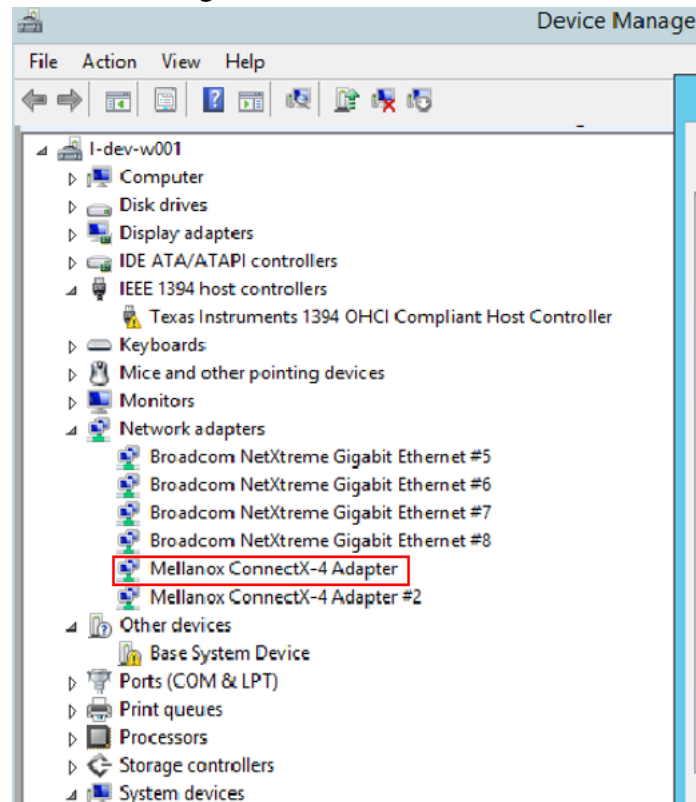 Device Manage
File Action View Help
l-dev-w001
Computer
Disk drives
Display adapters
IDE ATA/ATAPI controllers
IEEE 1394 host controllers
Texas Instruments 1394 OHCI Compliant Host Controller
Keyboards
Mice and other pointing devices
Monitors
Network adapters
Broadcom NetXtreme Gigabit Ethernet #5
Broadcom NetXtreme Gigabit Ethernet #6
Broadcom NetXtreme Gigabit Ethernet #7
Broadcom NetXtreme Gigabit Ethernet #8
Mellanox ConnectX-4 Adapter
Mellanox ConnectX-4 Adapter #2
Other devices
Base System Device
Ports (COM & LPT)
Print queues
Processors
Storage controllers
System devices